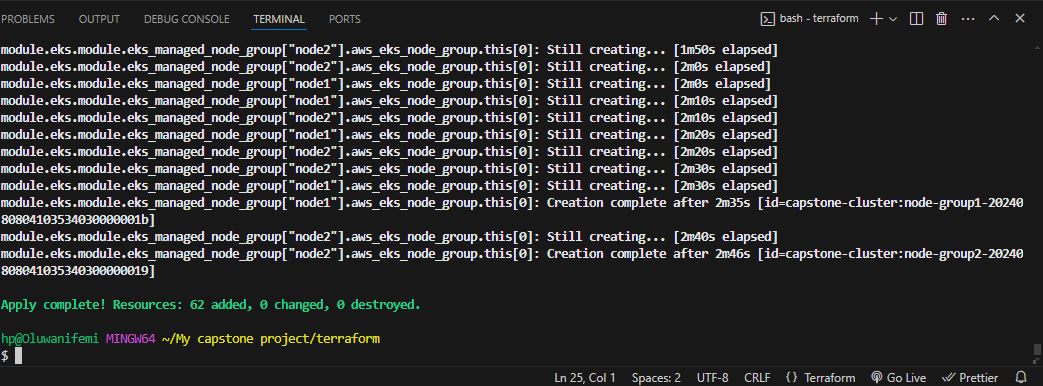 PROBLEMS OUTPUT DEBUG CONSOLE TERMINAL PORTS bash - terraform
module.eks.module.eks_managed_node_group["node2"].aws_eks_node_group.this[0]: Still creating... [1m50s elapsed]
module.eks.module.eks_managed_node_group["node2"].aws_eks_node_group.this[0]: Still creating... [2m0s elapsed]
module.eks.module.eks_managed_node_group["node1"].aws_eks_node_group.this[0]: Still creating... [2m0s elapsed]
module.eks.module.eks_managed_node_group["node1"].aws_eks_node_group.this[0]: Still creating... [2m10s elapsed]
module.eks.module.eks_managed_node_group["node2"].aws_eks_node_group.this[0]: Still creating... [2m10s elapsed]
module.eks.module.eks_managed_node_group["node1"].aws_eks_node_group.this[0]: Still creating... [2m20s elapsed]
module.eks.module.eks_managed_node_group["node2"].aws_eks_node_group.this[0]: Still creating... [2m20s elapsed]
module.eks.module.eks_managed_node_group["node2"].aws_eks_node_group.this[0]: Still creating... [2m30s elapsed]
module.eks.module.eks_managed_node_group["node1"].aws_eks_node_group.this[0]: Still creating... [2m30s elapsed]
module.eks.module.eks_managed_node_group["node1"].aws_eks_node_group.this[0]: Creation complete after 2m35s [id=capstone-cluster:node-group1-20240
80804103534030000001b]
module.eks.module.eks_managed_node_group["node2"].aws_eks_node_group.this[0]: Still creating... [2m40s elapsed]
module.eks.module.eks_managed_node_group["node2"].aws_eks_node_group.this[0]: Creation complete after 2m46s [id=capstone-cluster:node-group2-20240
808041035340300000019]
Apply complete! Resources: 62 added, 0 changed, 0 destroyed.
hp@Oluwanifemi MINGW64 ~/My capstone project/terraform
$
Ln 25, Col 1 Spaces: 2 UTF-8 CRLF {} Terraform Go Live Prettier